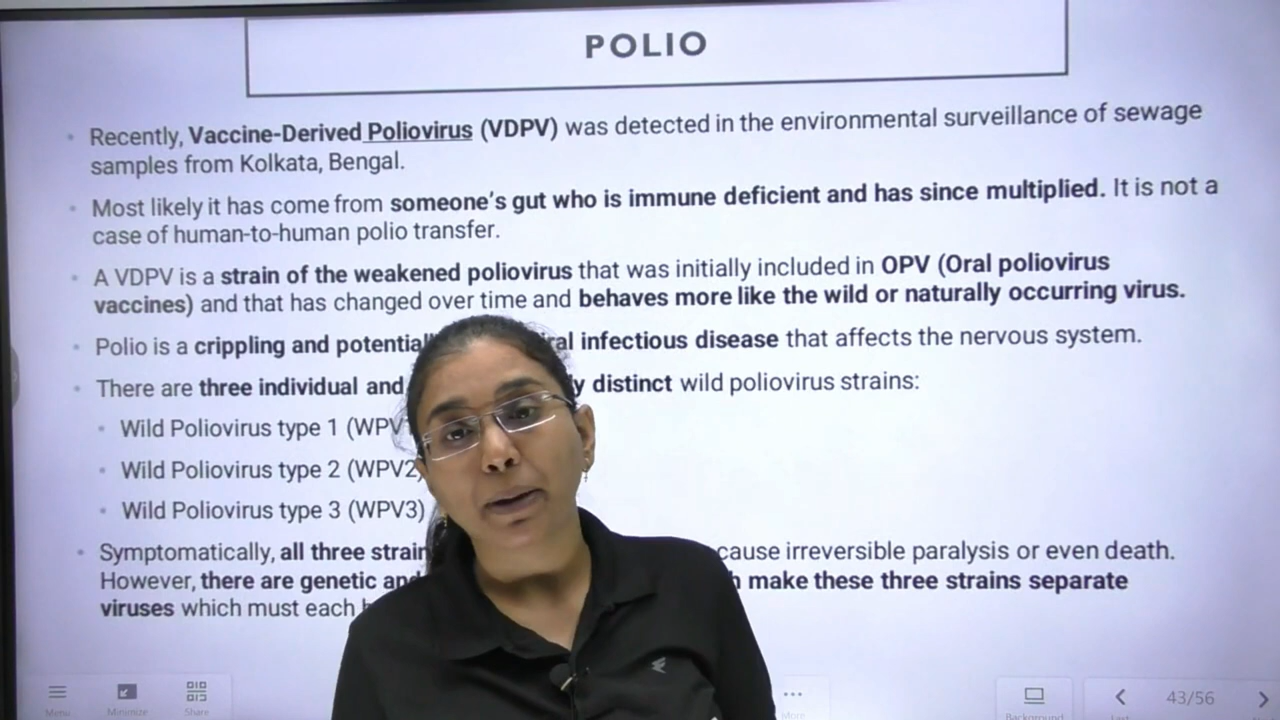 POLIO
Recently, Vaccine-Derived Poliovirus (VDPV) was detected in the environmental surveillance of sewage
samples from Kolkata, Bengal.
Most likely it has come from someone's gut who is immune deficient and has since multiplied. It is not a
case of human-to-human polio transfer.
A VDPV is a strain of the weakened poliovirus that was initially included in OPV (Oral poliovirus
vaccines) and that has changed over time and behaves more like the wild or naturally occurring virus.
Polio is a crippling and infectious disease that affects the nervous system.
There are three individual and distinct wild poliovirus strains:
Wild Poliovirus type 1
Wild Poliovirus type 2 (WPV2
Wild Poliovirus type 3 (WPV3)
Symptomatically, all three cause irreversible paralysis or even death.
However, there are genetic make these three strains separate
viruses which must each
Menu Minimize Share More Background 43/56